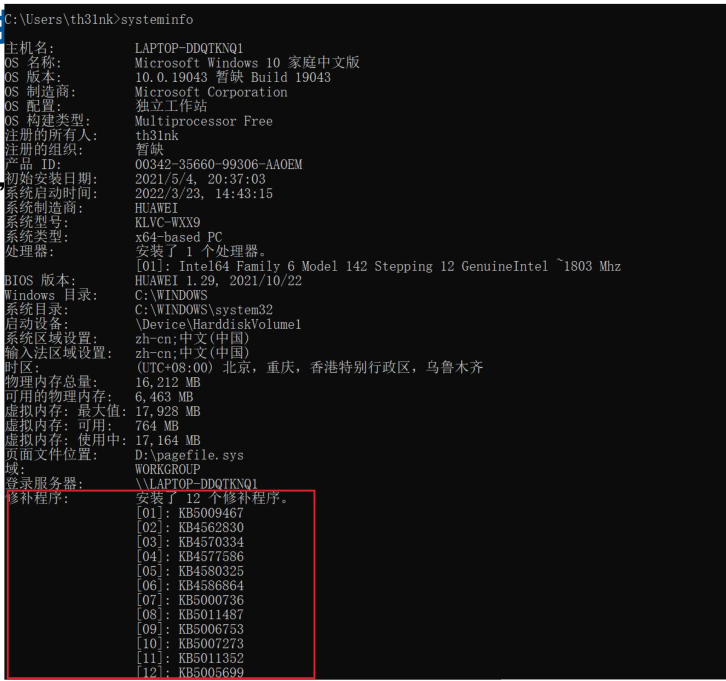 C:\Users\th31nk>systeminfo
主机名: LAPTOP-DDQTKNQ1
OS 名称: Microsoft Windows 10 家庭中文版
OS 版本: 10.0.19043 暂缺 Build 19043
OS 制造商: Microsoft Corporation
OS 配置: 独立工作站
OS 构建类型: Multiprocessor Free
注册的所有人: th31nk
注册的组织: 暂缺
产品 ID: 00342-35660-99306-AAOEM
初始安装日期: 2021/5/4, 20:37:03
系统启动时间: 2022/3/23, 14:43:15
系统制造商: HUAWEI
系统型号: KLVC-WXX9
系统类型: x64-based PC
处理器: 安装了 1 个处理器。
[01]: Intel64 Family 6 Model 142 Stepping 12 GenuineIntel ~1803 Mhz
BIOS 版本: HUAWEI 1.29, 2021/10/22
Windows 目录: C:\WINDOWS
系统目录: C:\WINDOWS\system32
启动设备: \Device\HarddiskVolume1
系统区域设置: zh-cn;中文(中国)
输入法区域设置: zh-cn;中文(中国)
时区: (UTC+08:00) 北京，重庆，香港特别行政区，乌鲁木齐
物理内存总量: 16,212 MB
可用的物理内存: 6,463 MB
虚拟内存: 最大值: 17,928 MB
虚拟内存: 可用: 764 MB
虚拟内存: 使用中: 17,164 MB
页面文件位置: D:\pagefile.sys
域: WORKGROUP
登录服务器: \\LAPTOP-DDQTKNQ1
修补程序: 安装了 12 个修补程序。
[01]: KB5009467
[02]: KB4562830
[03]: KB4570334
[04]: KB4577586
[05]: KB4580325
[06]: KB4586864
[07]: KB5000736
[08]: KB5011487
[09]: KB5006753
[10]: KB5007273
[11]: KB5011352
[12]: KB5005699